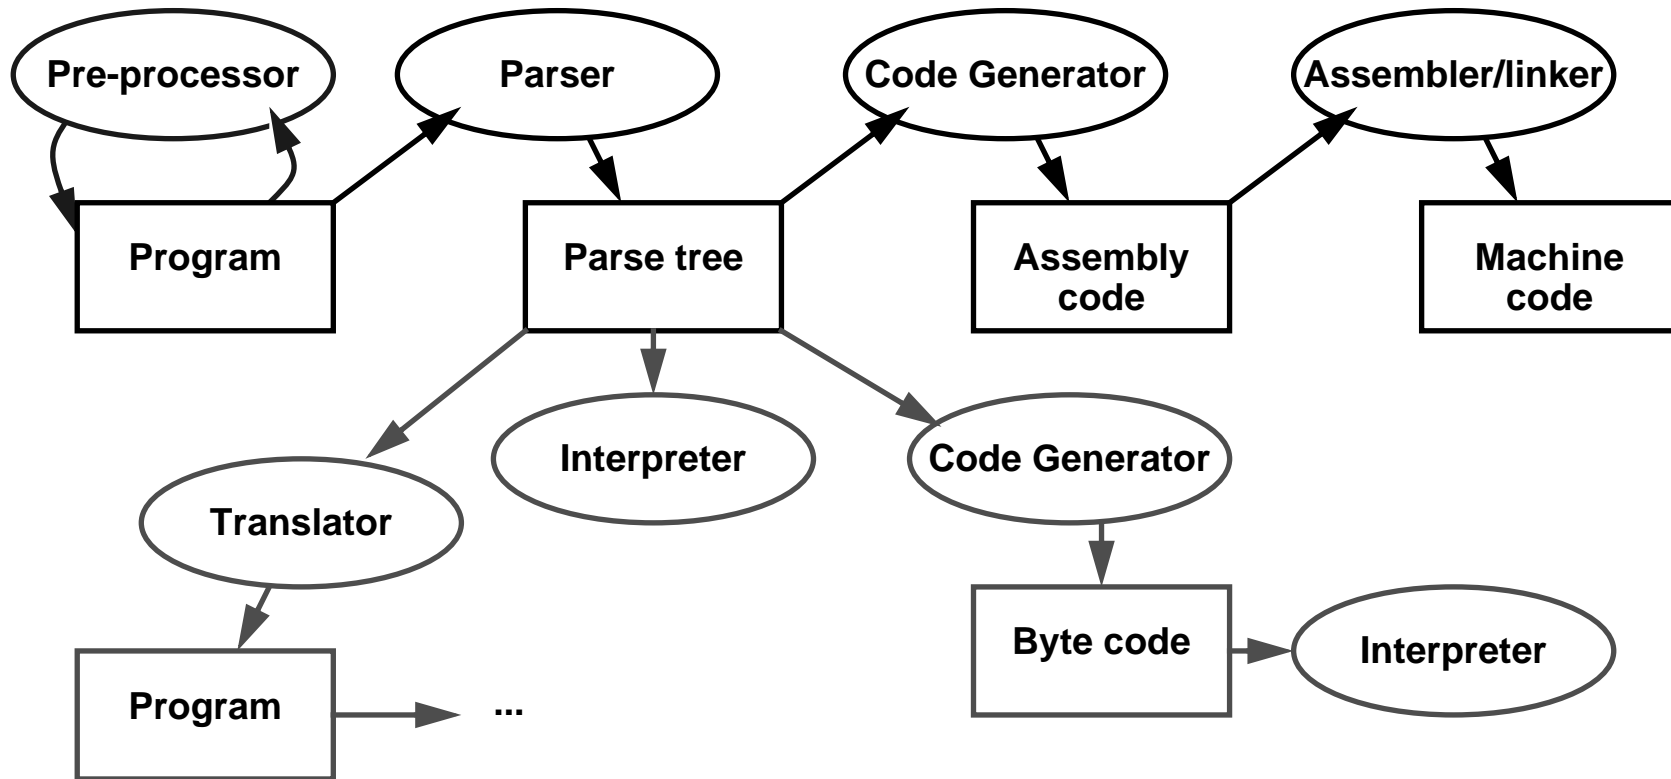 Pre-processor
Parser
Code Generator
Assembler/linker
Program
Parse tree
Assembly
code
Machine
code
Translator
Interpreter
Code Generator
Program
...
Byte code
Interpreter